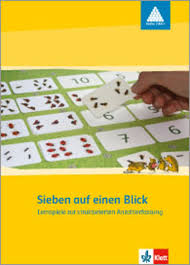 Sieben auf einen Blick
Lernspiele zur strukturierten Anzahlerfassung
Klett